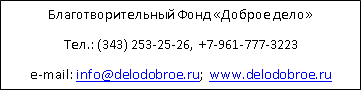 Благотворительный Фонд «Доброе дело»
Тел.: (343) 253-25-26, +7-961-777-3223
e-mail: info@delodobroe.ru; www.delodobroe.ru